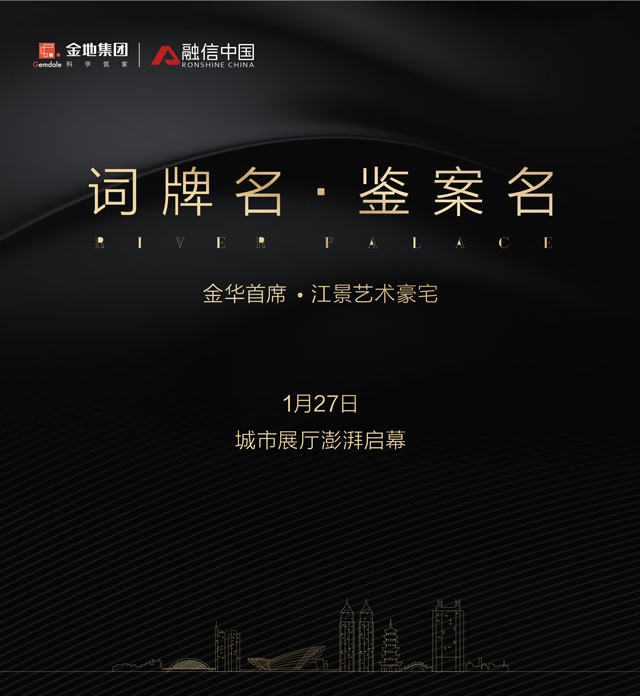 金地集团
Gemdale 科学筑家
融信中国
RONSHINE CHINA
词牌名·鉴案名
RIVER PALACE
金华首席·江景艺术豪宅
1月27日
城市展厅澎湃启幕